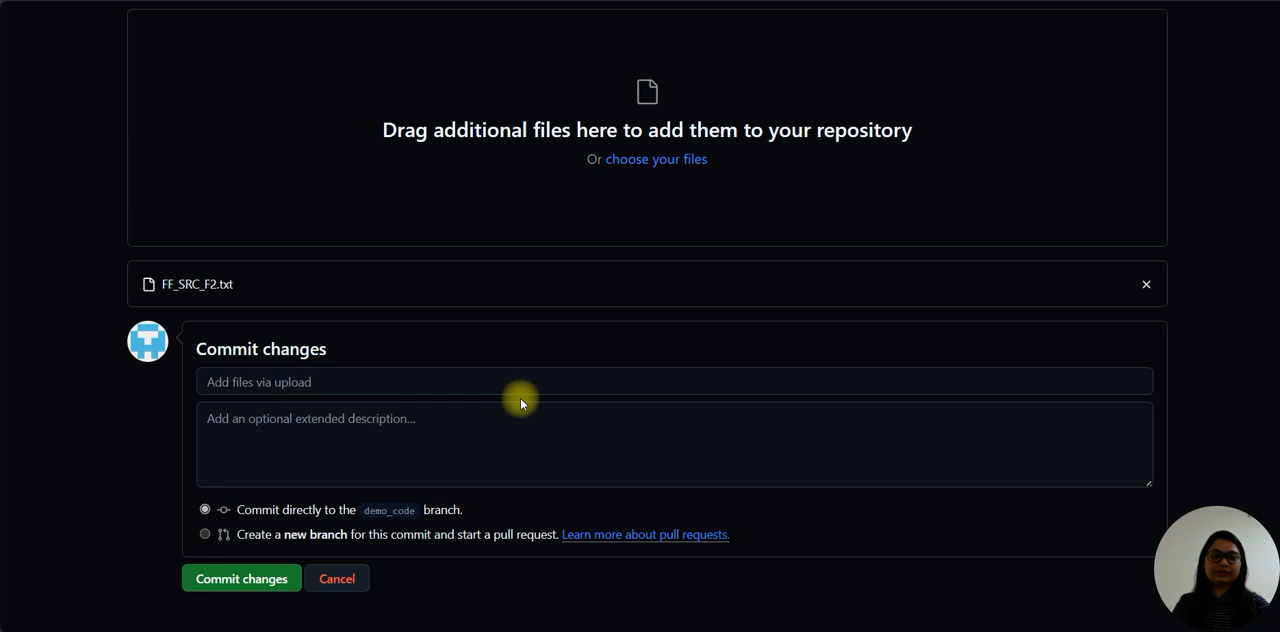 Drag additional files here to add them to your repository
Or choose your files
FF_SRC_F2.txt
Commit changes
Add files via upload
Add an optional extended description...
Commit directly to the demo_code branch.
Create a new branch for this commit and start a pull request. Learn more about pull requests.
Commit changes
Cancel